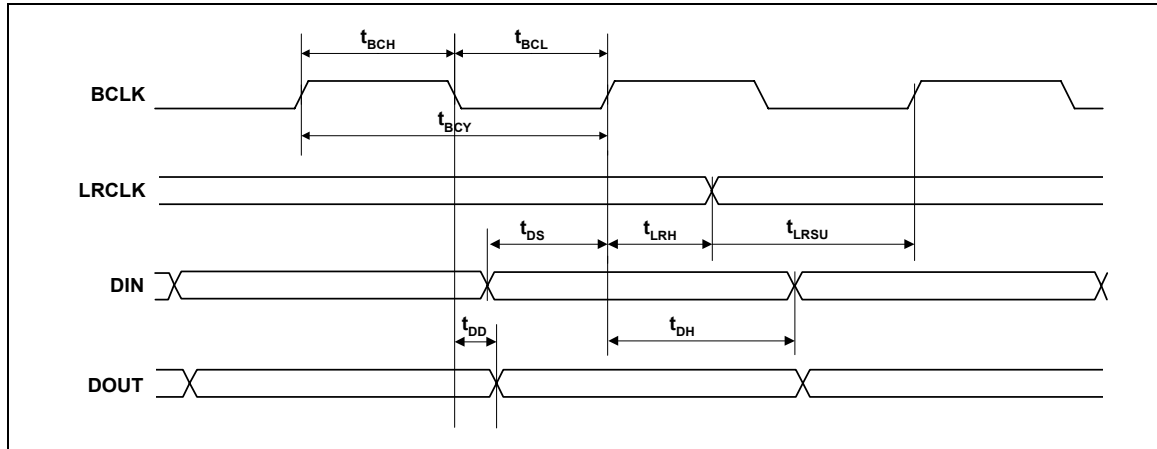 tBCH
tBCL
BCLK
tBCY
LRCLK
tDS
tLRH
tLRSU
DIN
tDD
tDH
DOUT